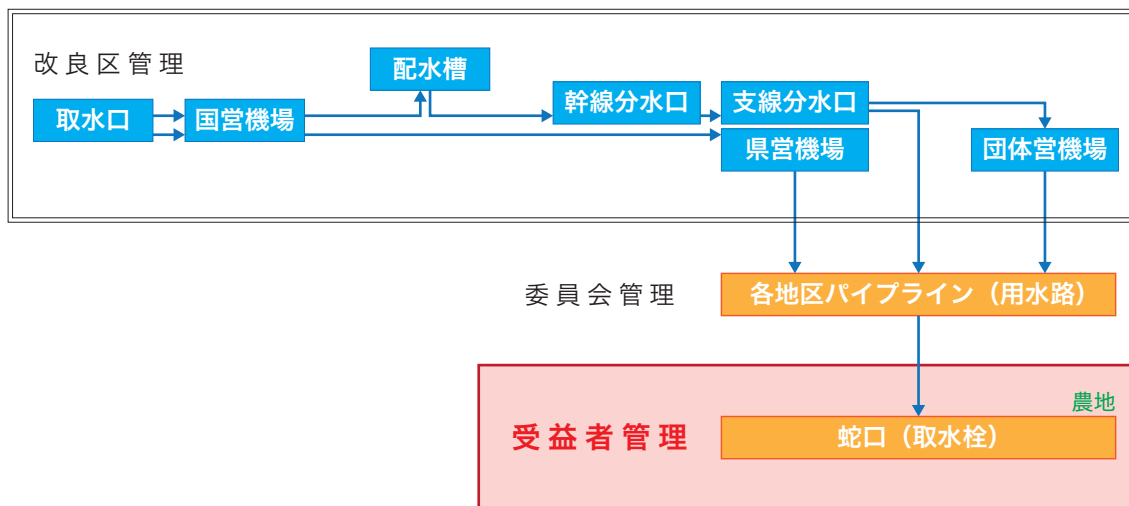 改良区管理
配水槽
取水口
国営機場
幹線分水口
支線分水口
県営機場
団体営機場
委員会管理
各地区パイプライン（用水路）
農地
受益者管理
蛇口（取水栓）